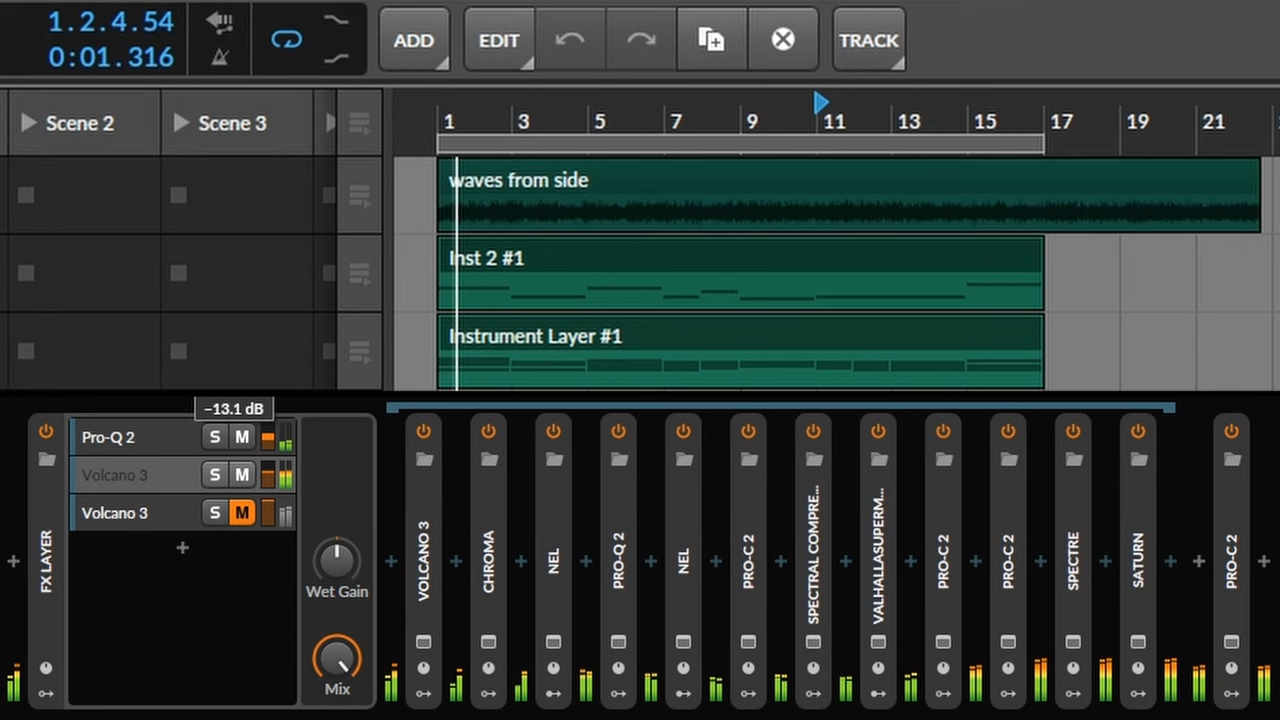 1.2.4.54
0:01.316
ADD
EDIT
TRACK
Scene 2
Scene 3
1 3 5 7 9 11 13 15 17 19 21
waves from side
Inst 2 #1
Instrument Layer #1
−13.1 dB
FX LAYER
Pro-Q 2 S M
Volcano 3 S M
Volcano 3 S M
Wet Gain
Mix
VOLCANO 3
CHROMA
NEL
PRO-Q 2
NEL
PRO-C 2
SPECTRAL COMPRE...
VALHALLASUPERM...
PRO-C 2
PRO-C 2
SPECTRE
SATURN
PRO-C 2